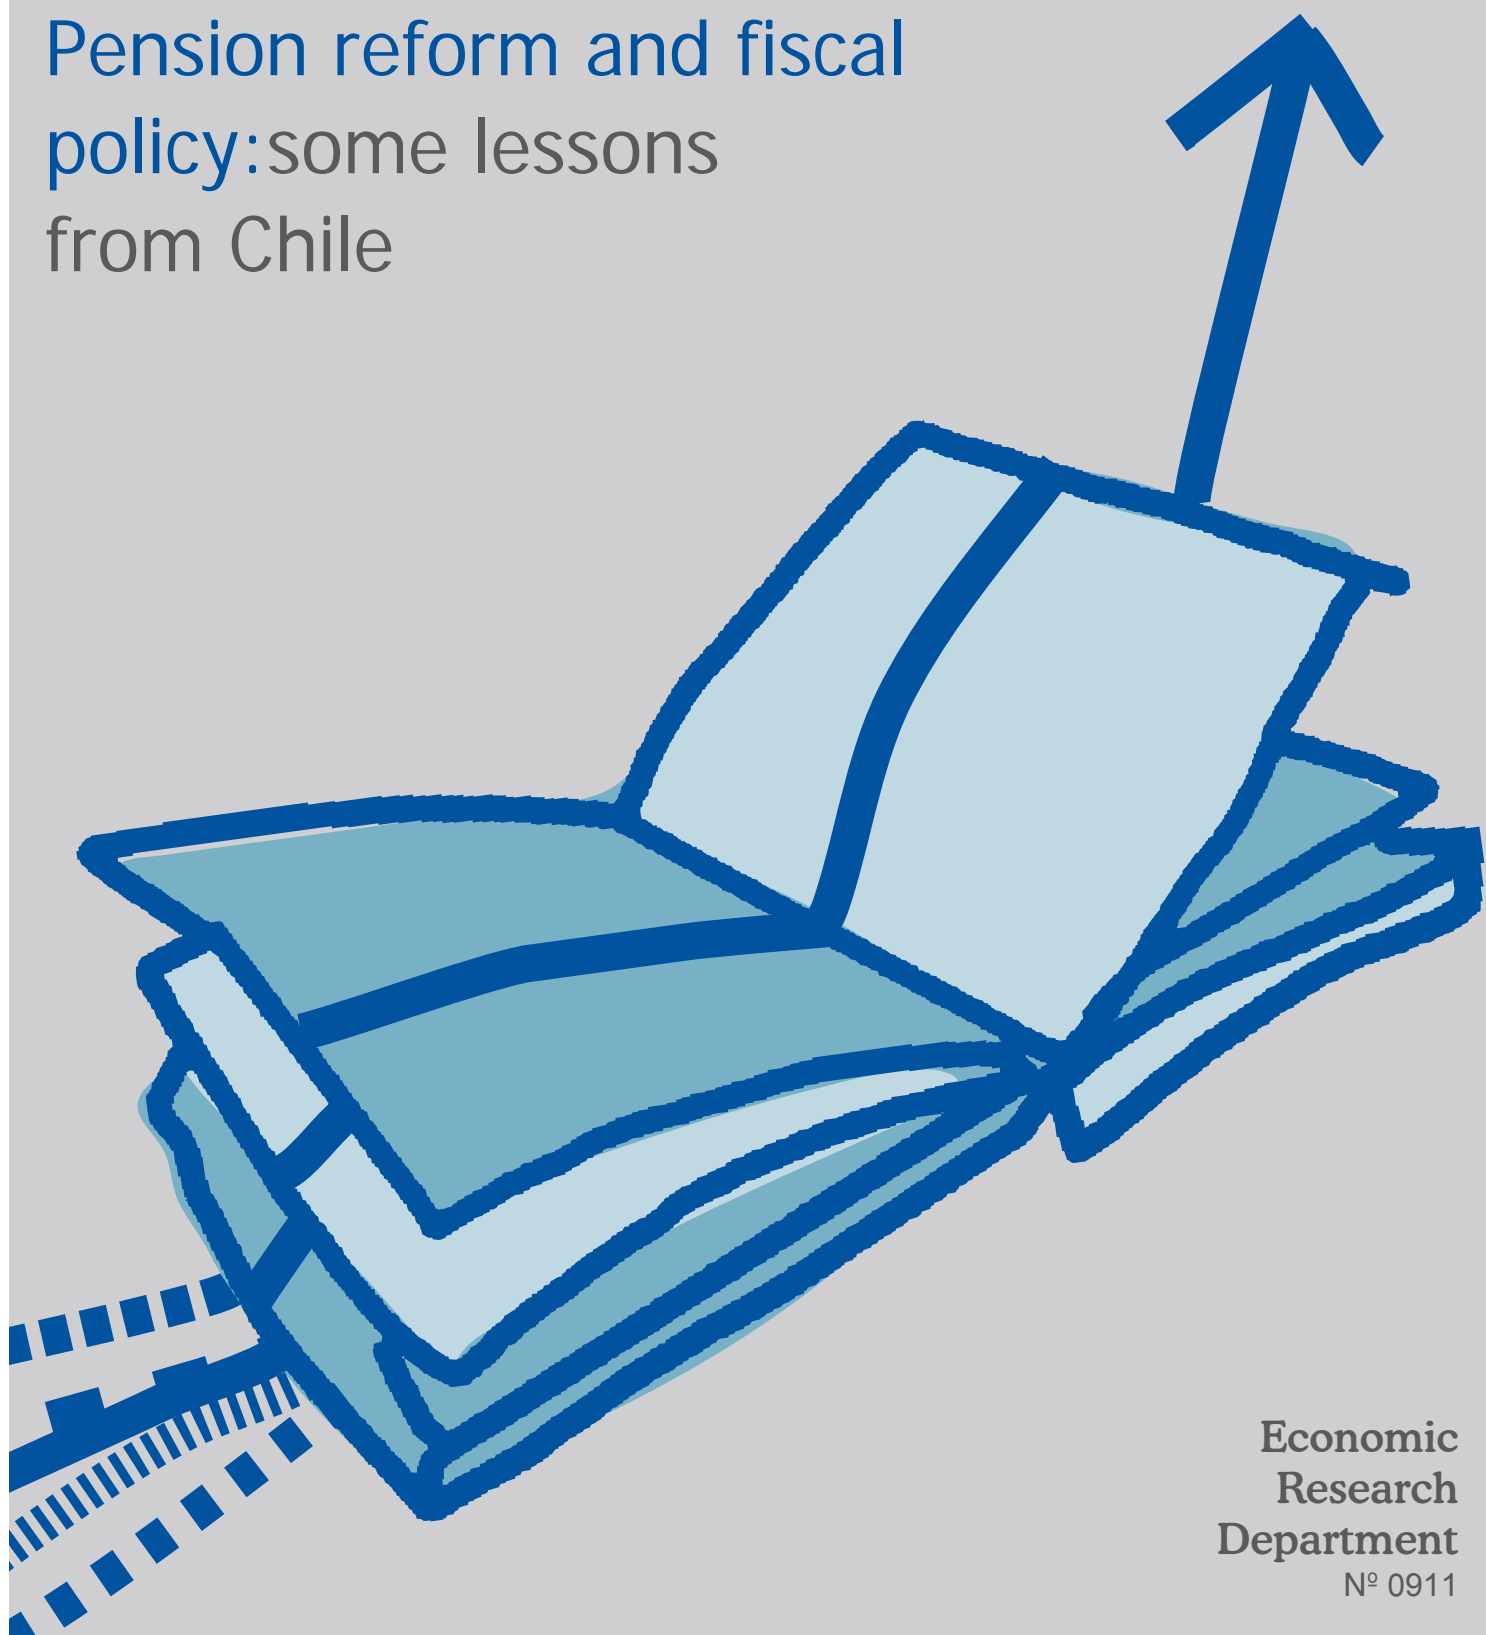 Pension reform and fiscal
policy:some lessons
from Chile
Economic
Research
Department
Nº 0911